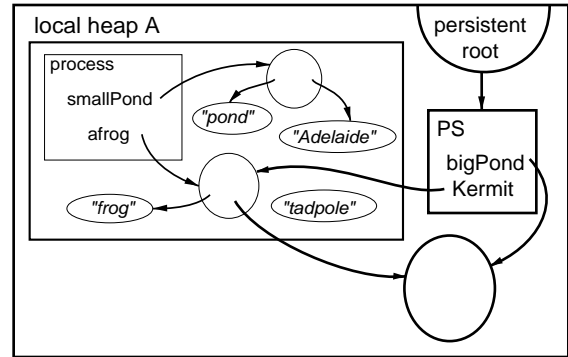 local heap A
persistent
root
process
smallPond
afrog
"pond"
"Adelaide"
"frog"
"tadpole"
PS
bigPond
Kermit